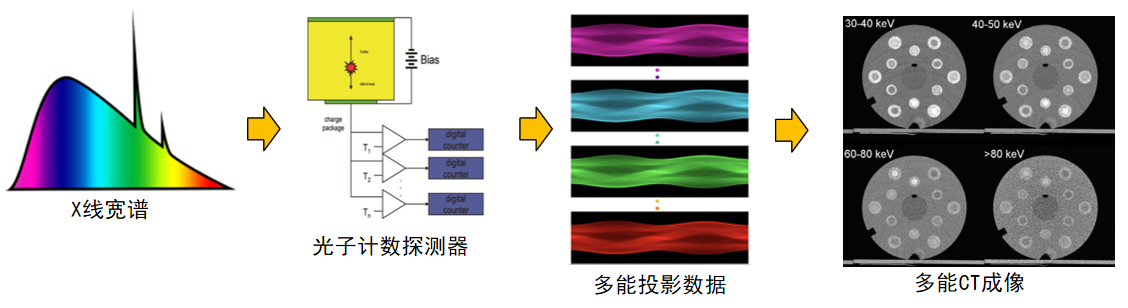 X线宽谱
holes
electrons
Bias
charge
package
T1
digital
counter
T2
digital
counter
Tn
digital
counter
光子计数探测器
多能投影数据
30-40 keV
40-50 keV
60-80 keV
>80 keV
多能CT成像